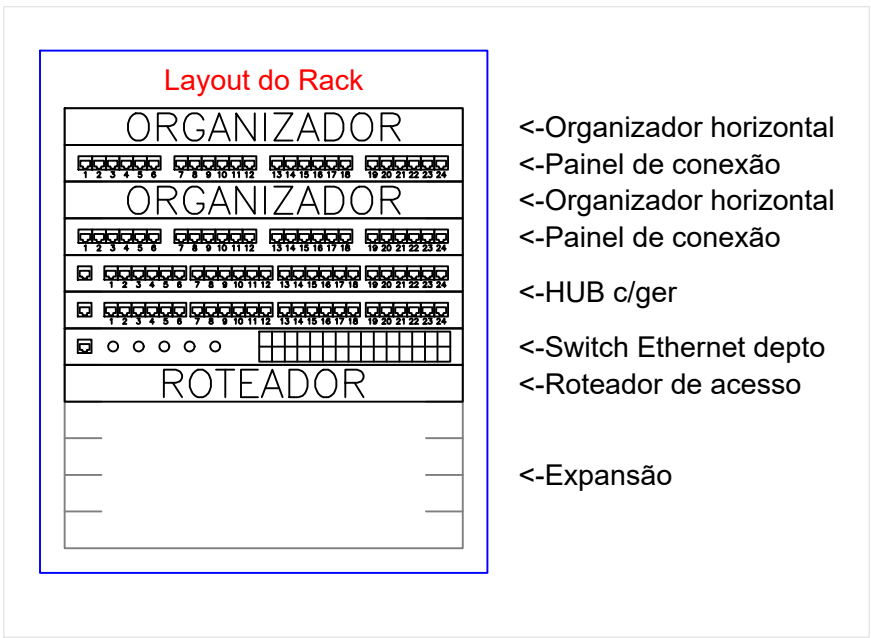 Layout do Rack
ORGANIZADOR <-Organizador horizontal
1 2 3 4 5 6 7 8 9 10 11 12 13 14 15 16 17 18 19 20 21 22 23 24 <-Painel de conexão
ORGANIZADOR <-Organizador horizontal
1 2 3 4 5 6 7 8 9 10 11 12 13 14 15 16 17 18 19 20 21 22 23 24 <-Painel de conexão
1 2 3 4 5 6 7 8 9 10 11 12 13 14 15 16 17 18 19 20 21 22 23 24
<-HUB c/ger
1 2 3 4 5 6 7 8 9 10 11 12 13 14 15 16 17 18 19 20 21 22 23 24
<-Switch Ethernet depto
ROTEADOR <-Roteador de acesso
<-Expansão